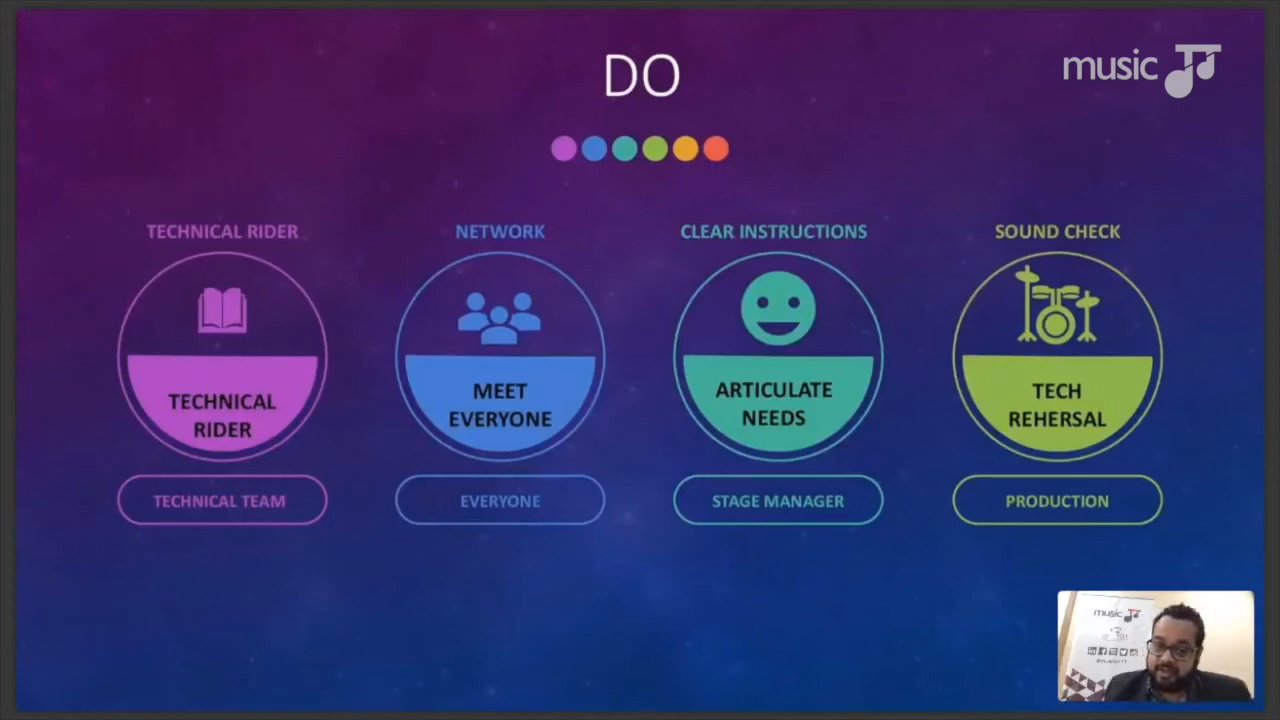 DO
music
TECHNICAL RIDER
NETWORK
CLEAR INSTRUCTIONS
SOUND CHECK
TECHNICAL
RIDER
MEET
EVERYONE
ARTICULATE
NEEDS
TECH
REHERSAL
TECHNICAL TEAM
EVERYONE
STAGE MANAGER
PRODUCTION
music